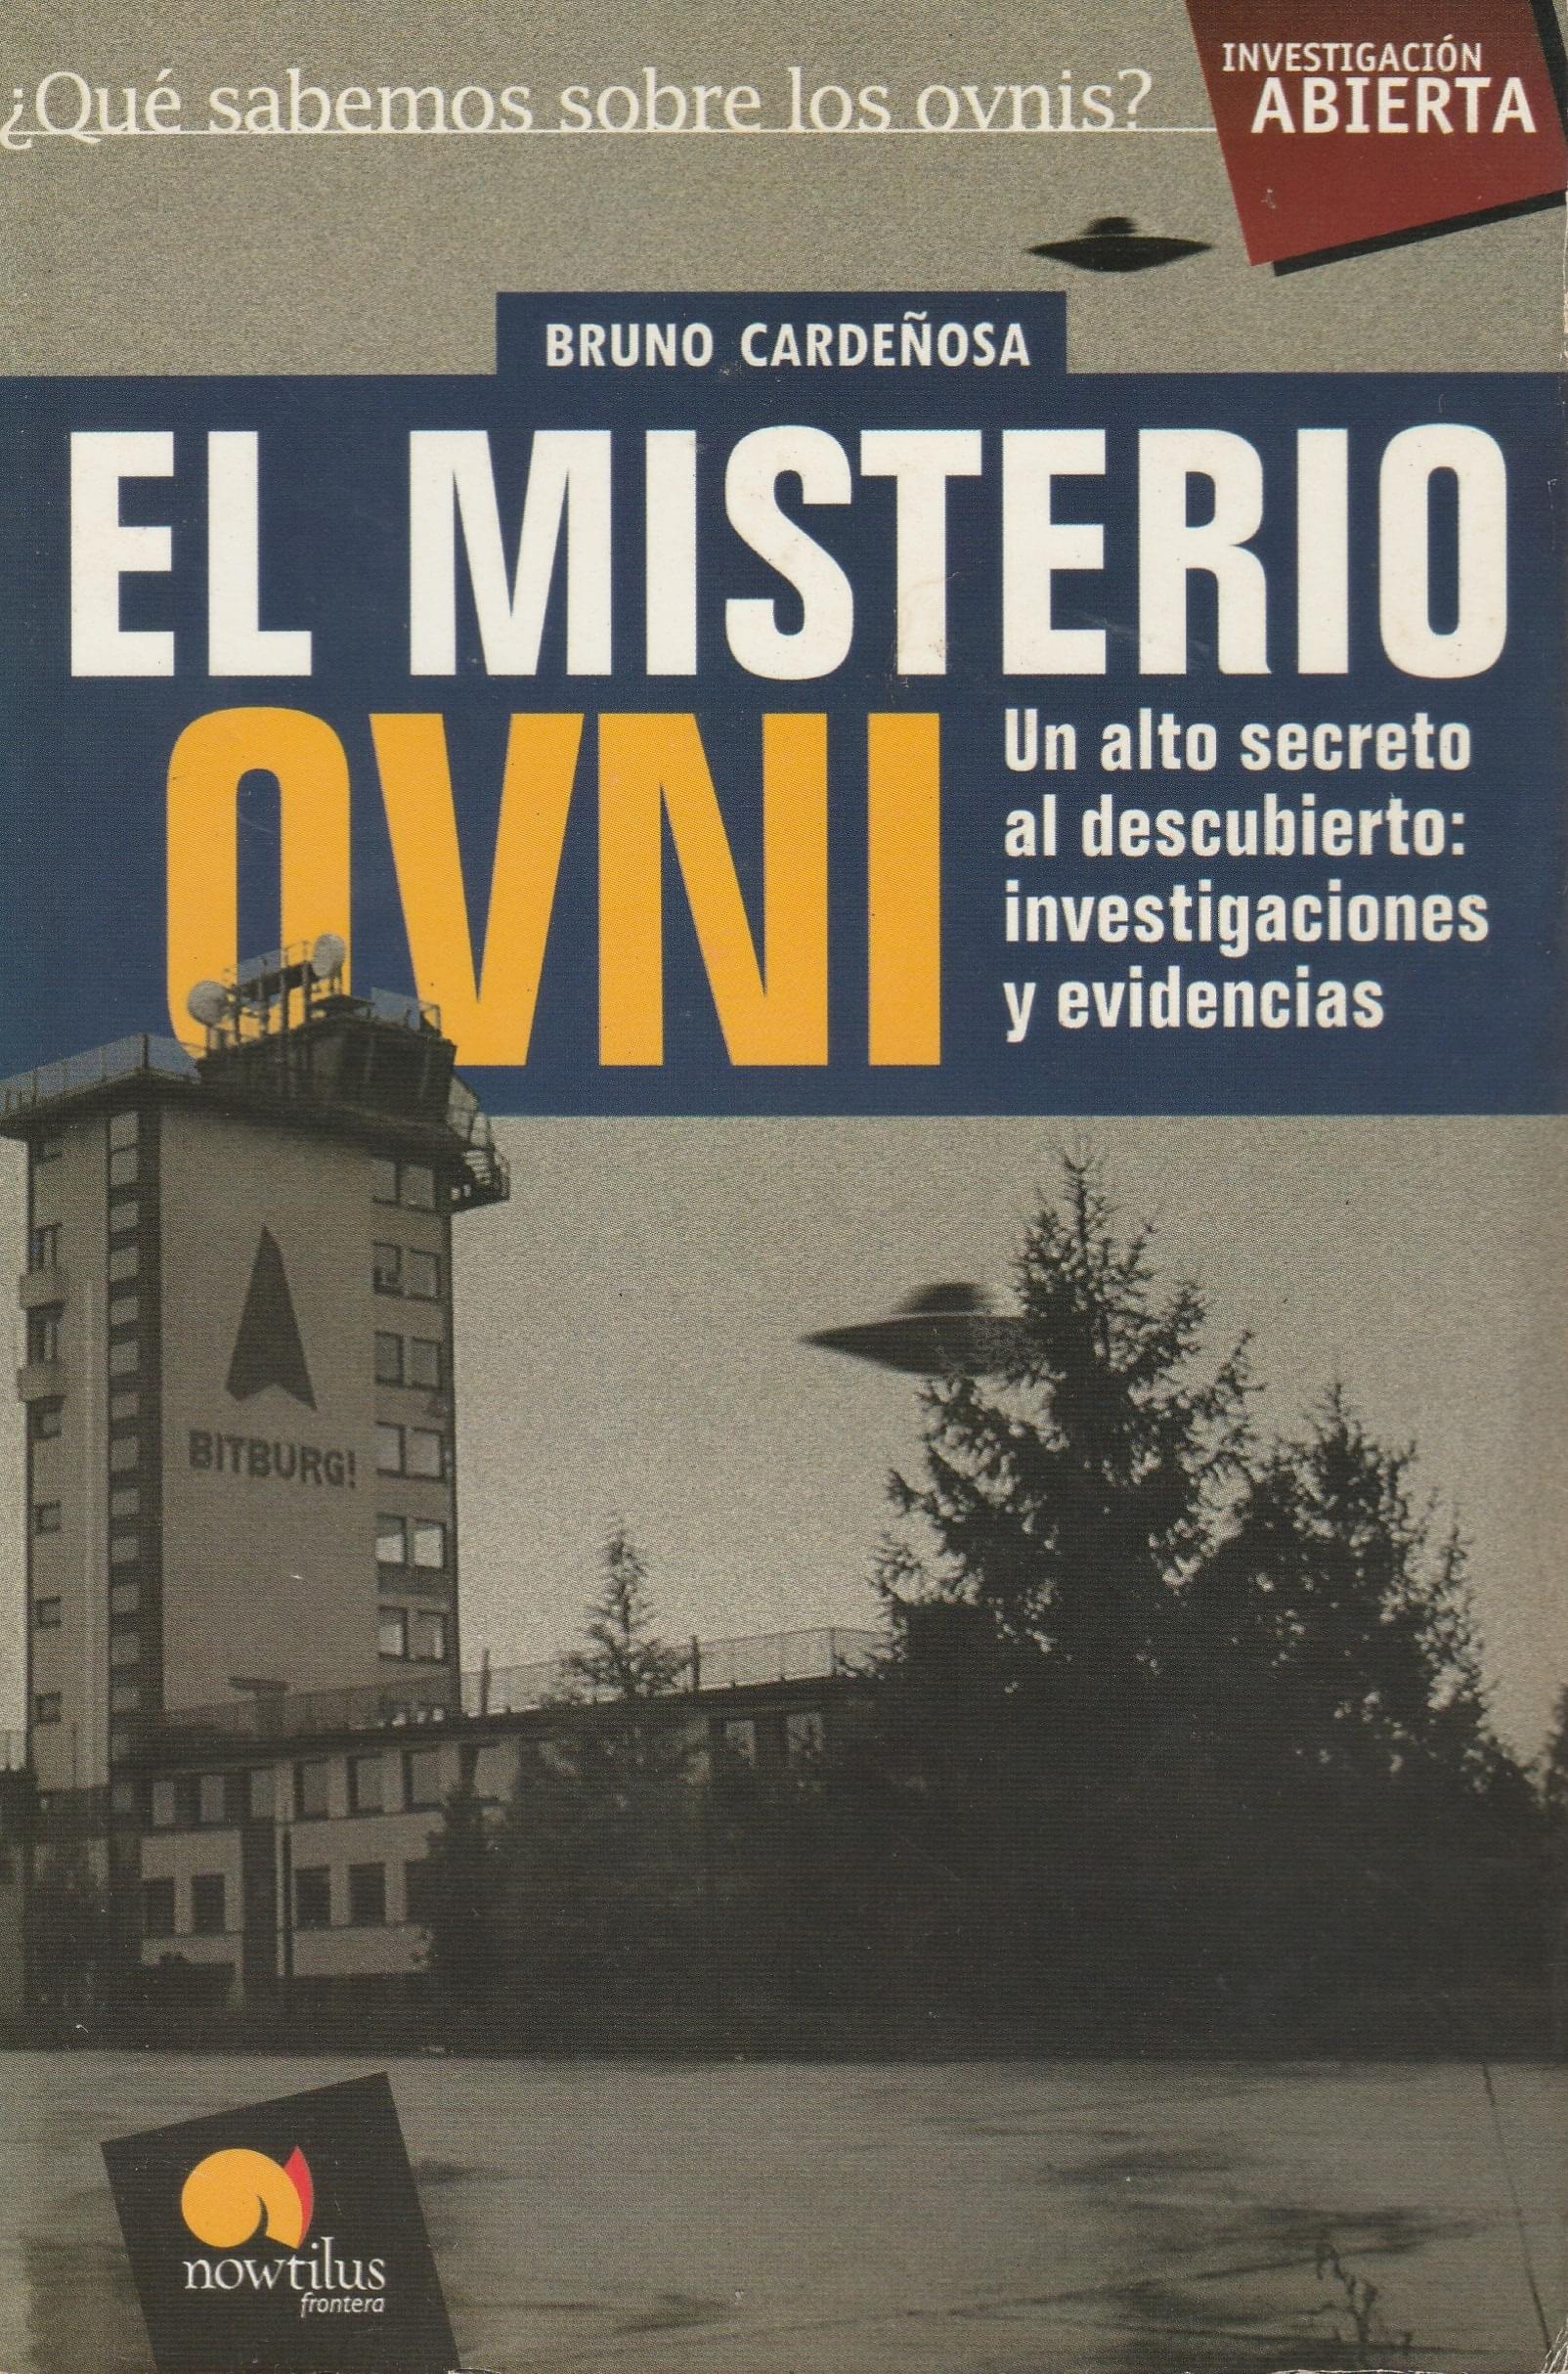 ¿Qué sabemos sobre los ovnis?
INVESTIGACIÓN
ABIERTA
BRUNO CARDEÑOSA
EL MISTERIO
OVNI
Un alto secreto
al descubierto:
investigaciones
y evidencias
BITBURG!
nowtilus
frontera